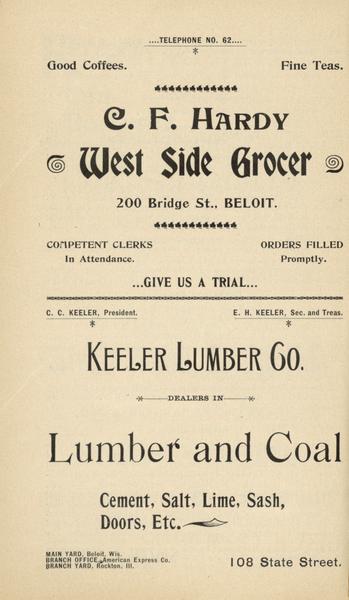 ....TELEPHONE NO. 62....
Good Coffees. Fine Teas.
C. F. HARDY
West Side Grocer
200 Bridge St., BELOIT.
COMPETENT CLERKS ORDERS FILLED
In Attendance. Promptly.
...GIVE US A TRIAL...
C. C. KEELER, President. E. H. KEELER, Sec. and Treas.
KEELER LUMBER CO.
DEALERS IN
Lumber and Coal
Cement, Salt, Lime, Sash,
Doors, Etc.
MAIN YARD, Beloit, Wis.
BRANCH OFFICE, American Express Co.
BRANCH YARD, Rockton, Ill.
108 State Street.